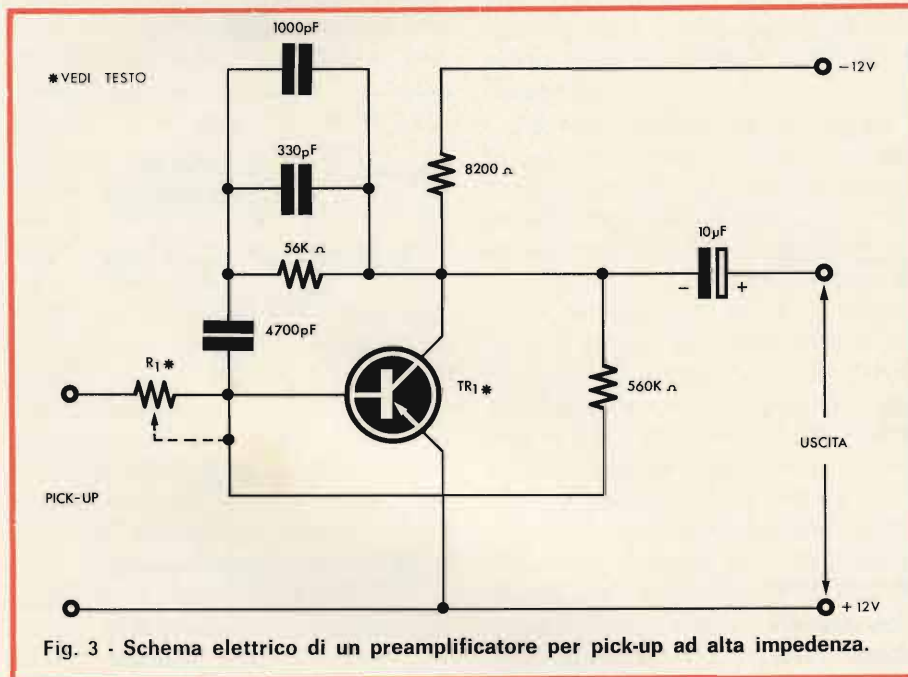 1000pF
✱VEDI TESTO
−12V
330pF
8200 Ω
56K Ω
10µF
− +
4700pF
R1✱
TR1✱
560K Ω
USCITA
PICK-UP
+12V
Fig. 3 - Schema elettrico di un preamplificatore per pick-up ad alta impedenza.